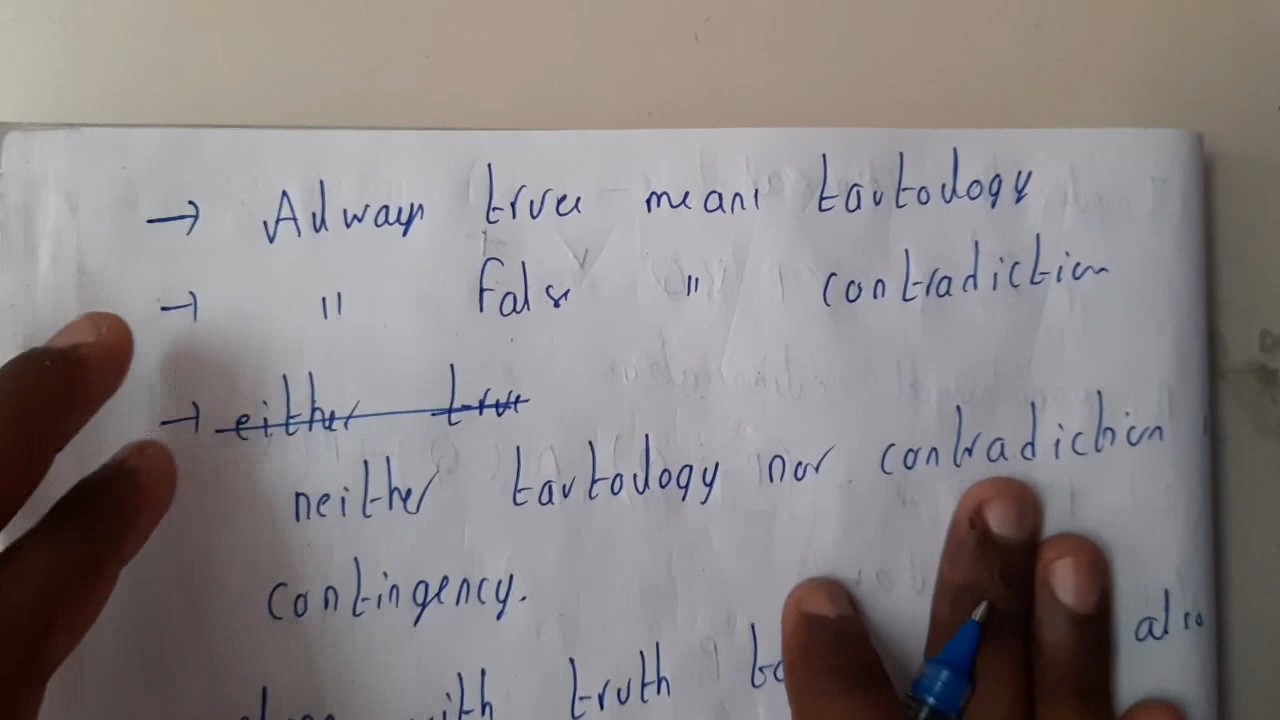 → Always true means tautology
→ " False " contradiction
→ either true
neither tautology nor contradiction
contingency.
with truth also